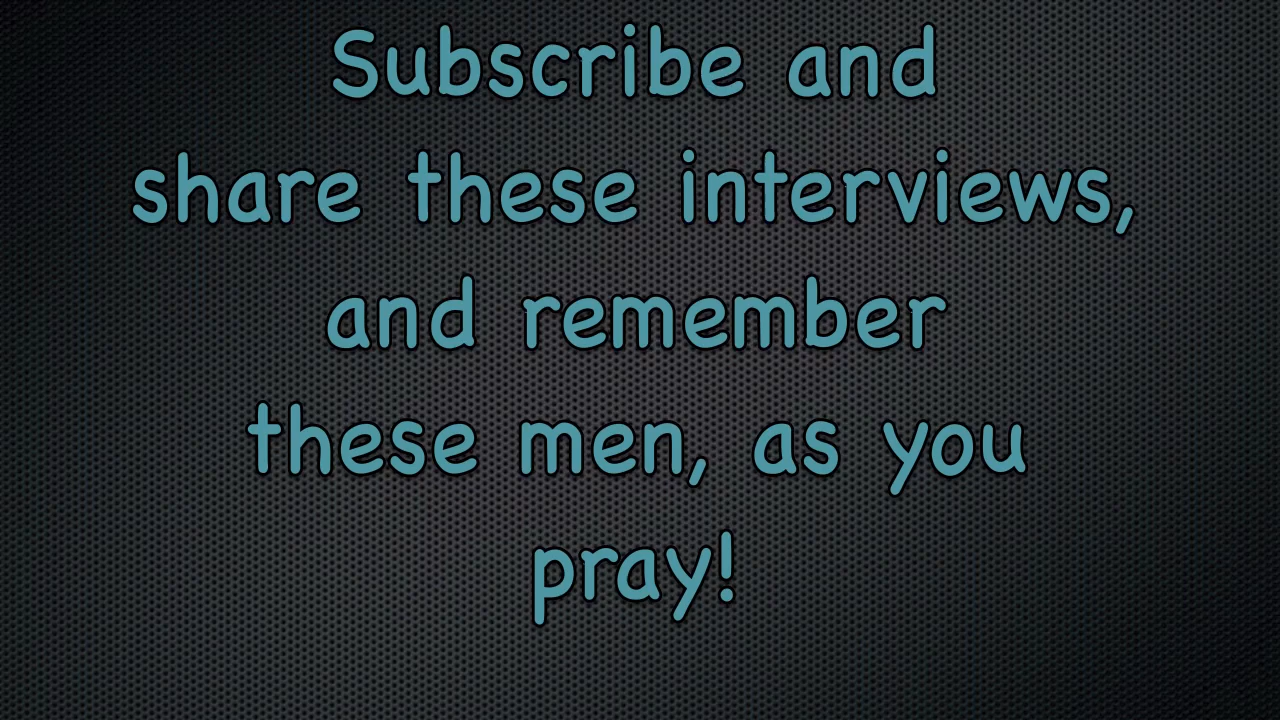 Subscribe and
share these interviews,
and remember
these men, as you
pray!